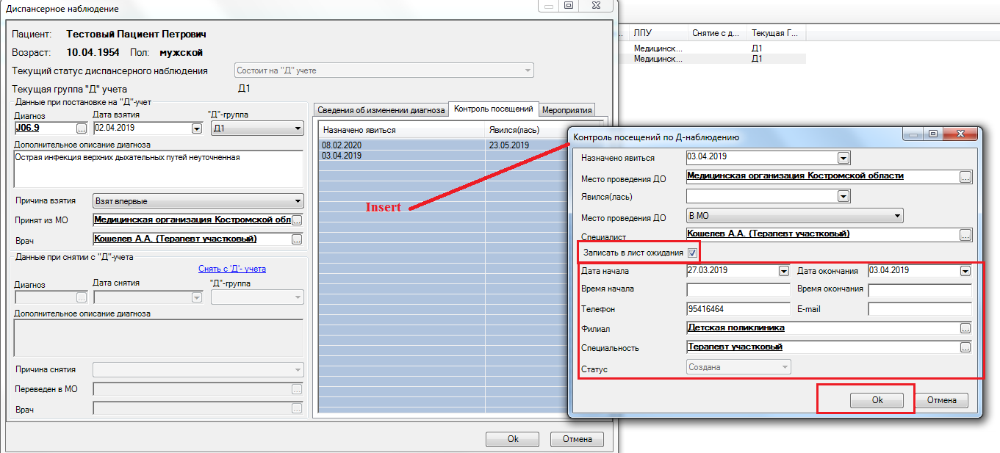 Диспансерное наблюдение
Пациент: Тестовый Пациент Петрович
Возраст: 10.04.1954 Пол: мужской
Текущий статус диспансерного наблюдения Состоит на "Д" учете
Текущая группа "Д" учета Д1
Данные при постановке на "Д"-учет
Диагноз Дата взятия "Д"-группа
J06.9 ... 02.04.2019 Д1
Дополнительное описание диагноза
Острая инфекция верхних дыхательных путей неуточненная
Причина взятия Взят впервые
Принят из МО Медицинская организация Костромской обл ...
Врач Кошелев А.А. (Терапевт участковый) ...
Данные при снятии с "Д"-учета
Снять с 'Д'- учета
Диагноз Дата снятия "Д"-группа
...
Дополнительное описание диагноза
Причина снятия
Переведен в МО ...
Врач ...
Сведения об изменении диагноза Контроль посещений Мероприятия
Назначено явиться Явился(лась)
08.02.2020 23.05.2019
03.04.2019
Insert
Ok Отмена
... ЛПУ Снятие с д... Текущая Г...
Медицинск... Д1
Медицинск... Д1
Контроль посещений по Д-наблюдению
Назначено явиться 03.04.2019
Место проведения ДО Медицинская организация Костромской области ...
Явился(лась)
Место проведения ДО В МО
Специалист Кошелев А.А. (Терапевт участковый) ...
Записать в лист ожидания
Дата начала 27.03.2019 Дата окончания 03.04.2019
Время начала Время окончания
Телефон 95416464 E-mail
Филиал Детская поликлиника ...
Специальность Терапевт участковый ...
Статус Создана
Ok Отмена